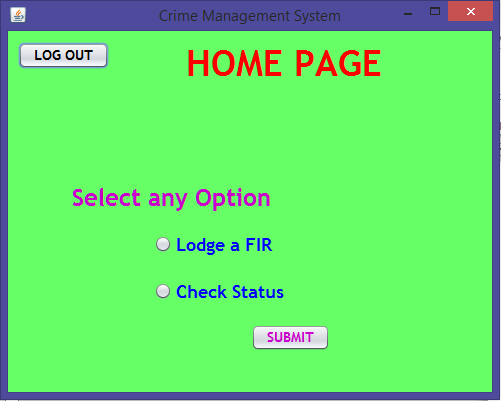 Crime Management System
LOG OUT
HOME PAGE
Select any Option
Lodge a FIR
Check Status
SUBMIT